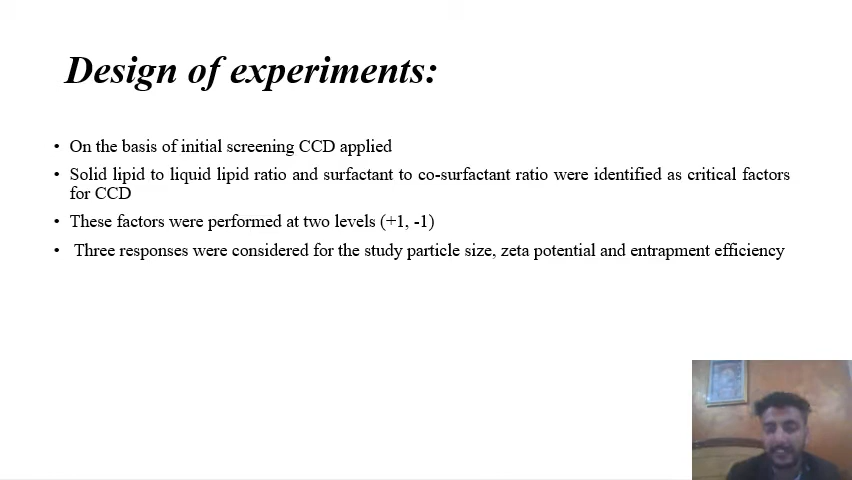 Design of experiments:
• On the basis of initial screening CCD applied
• Solid lipid to liquid lipid ratio and surfactant to co-surfactant ratio were identified as critical factors
for CCD
• These factors were performed at two levels (+1, -1)
• Three responses were considered for the study particle size, zeta potential and entrapment efficiency